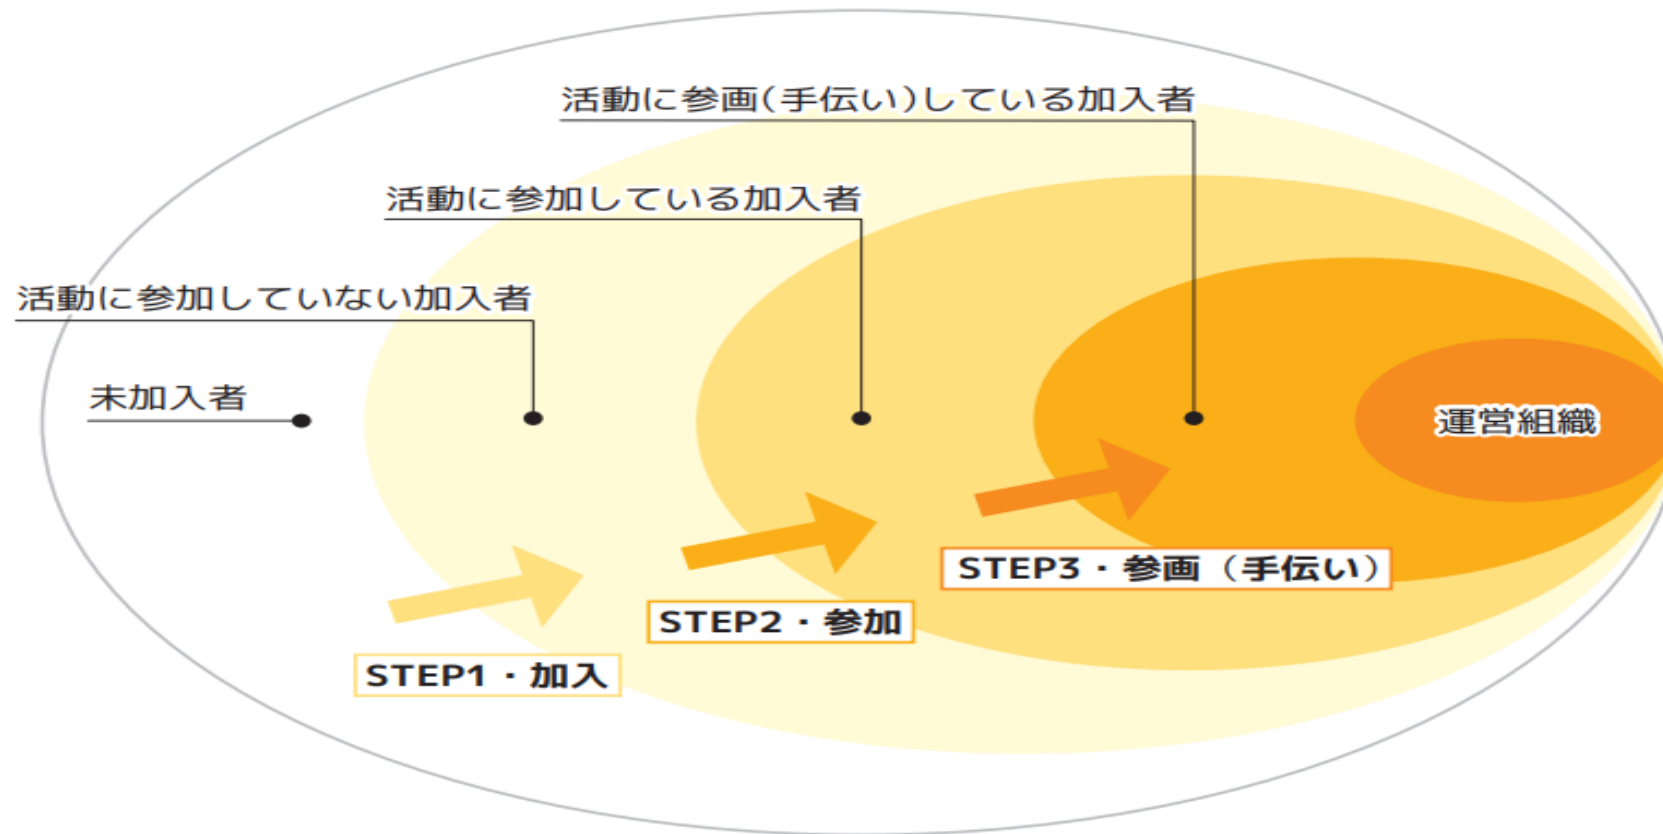 活動に参画(手伝い)している加入者
活動に参加している加入者
活動に参加していない加入者
未加入者
運営組織
STEP3・参画（手伝い）
STEP2・参加
STEP1・加入